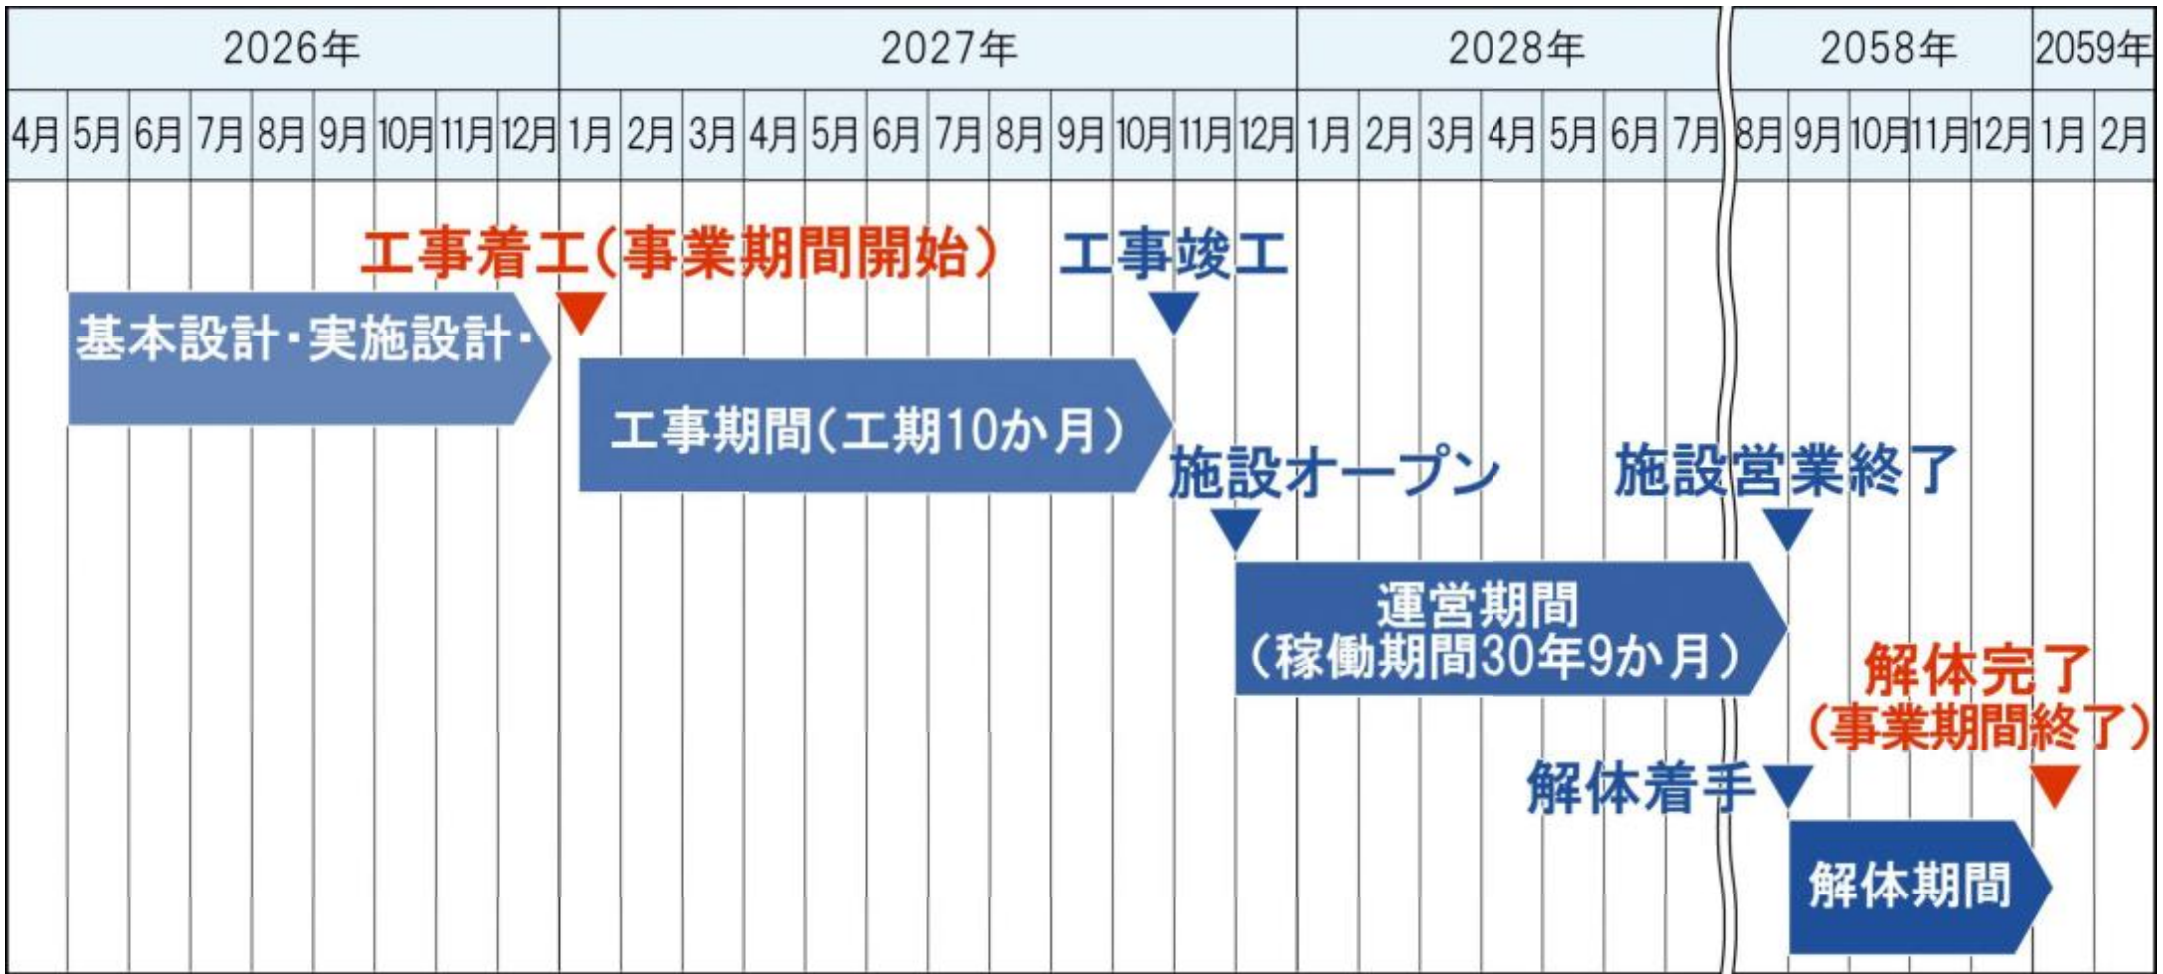 2026年 2027年 2028年 2058年 2059年
4月 5月 6月 7月 8月 9月 10月 11月 12月 1月 2月 3月 4月 5月 6月 7月 8月 9月 10月 11月 12月 1月 2月 3月 4月 5月 6月 7月 8月 9月 10月 11月 12月 1月 2月
工事着工(事業期間開始) 工事竣工
基本設計・実施設計・
工事期間(工期10か月)
施設オープン 施設営業終了
運営期間
(稼働期間30年9か月)
解体完了
(事業期間終了)
解体着手
解体期間